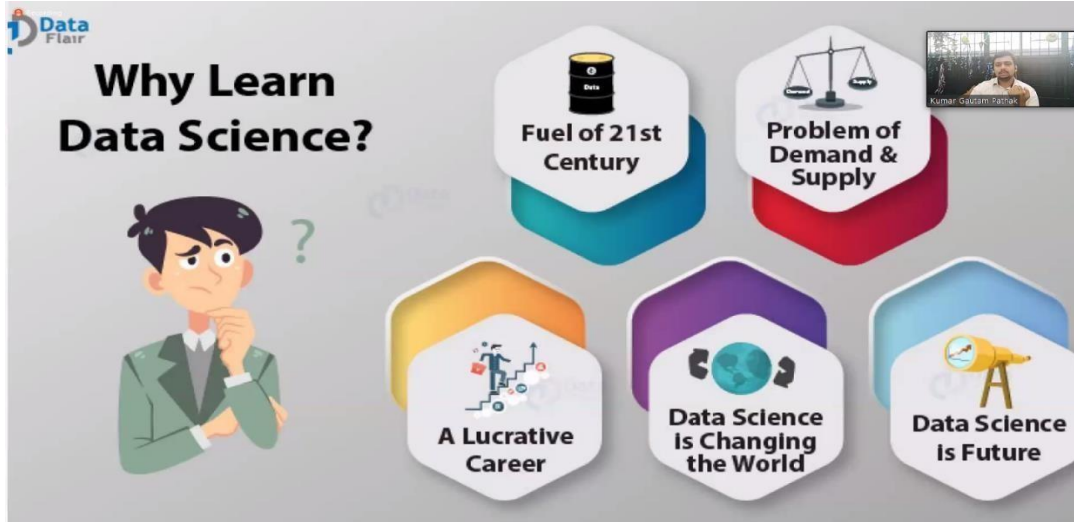 Data
Flair
Why Learn
Data Science?
?
Data
Fuel of 21st
Century
Demand
Supply
Problem of
Demand &
Supply
Kumar Gautam Pathak
A Lucrative
Career
Data Science
is Changing
the World
Data Science
is Future